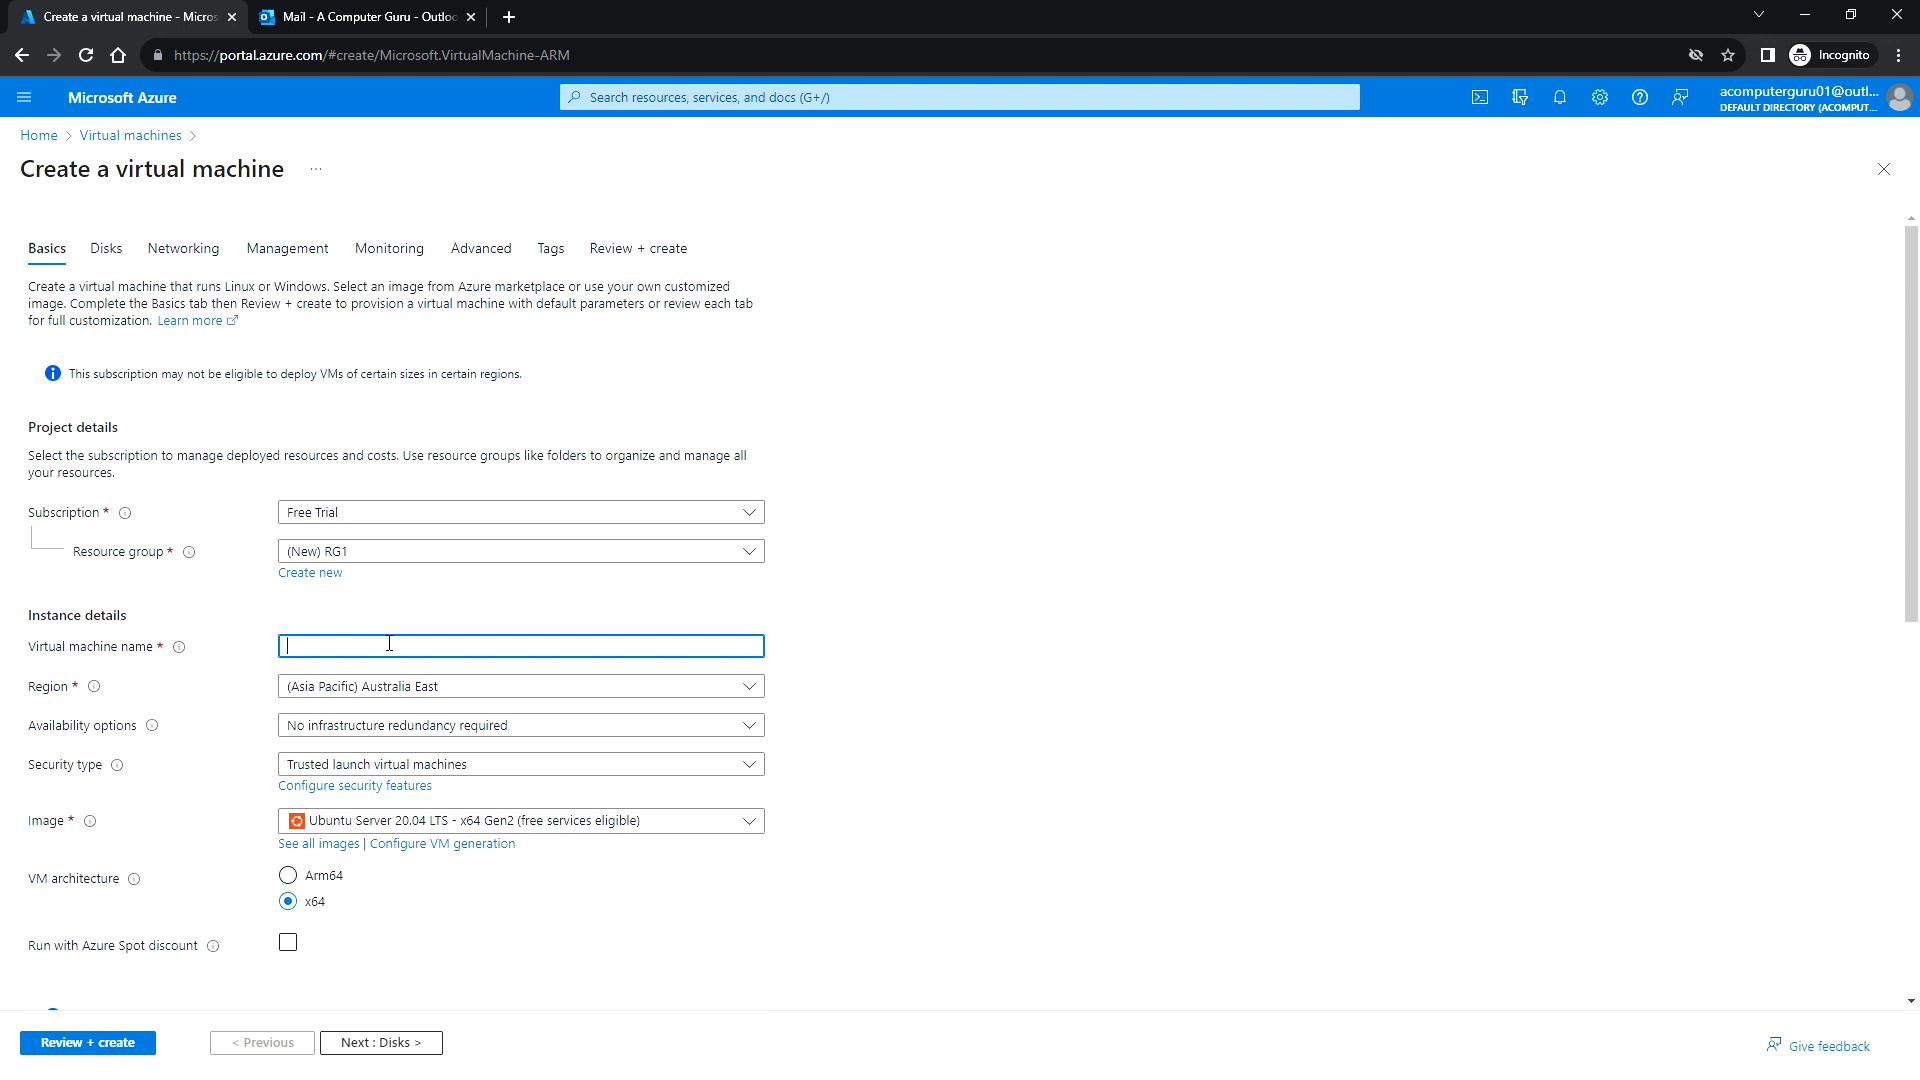 Create a virtual machine - Micros
Mail - A Computer Guru - Outloo
https://portal.azure.com/#create/Microsoft.VirtualMachine-ARM
Incognito
Microsoft Azure
Search resources, services, and docs (G+/)
acomputerguru01@outl...
DEFAULT DIRECTORY (ACOMPUT...
Home > Virtual machines >
Create a virtual machine ...
Basics Disks Networking Management Monitoring Advanced Tags Review + create
Create a virtual machine that runs Linux or Windows. Select an image from Azure marketplace or use your own customized
image. Complete the Basics tab then Review + create to provision a virtual machine with default parameters or review each tab
for full customization. Learn more
This subscription may not be eligible to deploy VMs of certain sizes in certain regions.
Project details
Select the subscription to manage deployed resources and costs. Use resource groups like folders to organize and manage all
your resources.
Subscription * Free Trial
Resource group * (New) RG1
Create new
Instance details
Virtual machine name *
Region * (Asia Pacific) Australia East
Availability options No infrastructure redundancy required
Security type Trusted launch virtual machines
Configure security features
Image * Ubuntu Server 20.04 LTS - x64 Gen2 (free services eligible)
See all images | Configure VM generation
VM architecture Arm64
x64
Run with Azure Spot discount
Review + create < Previous Next : Disks > Give feedback